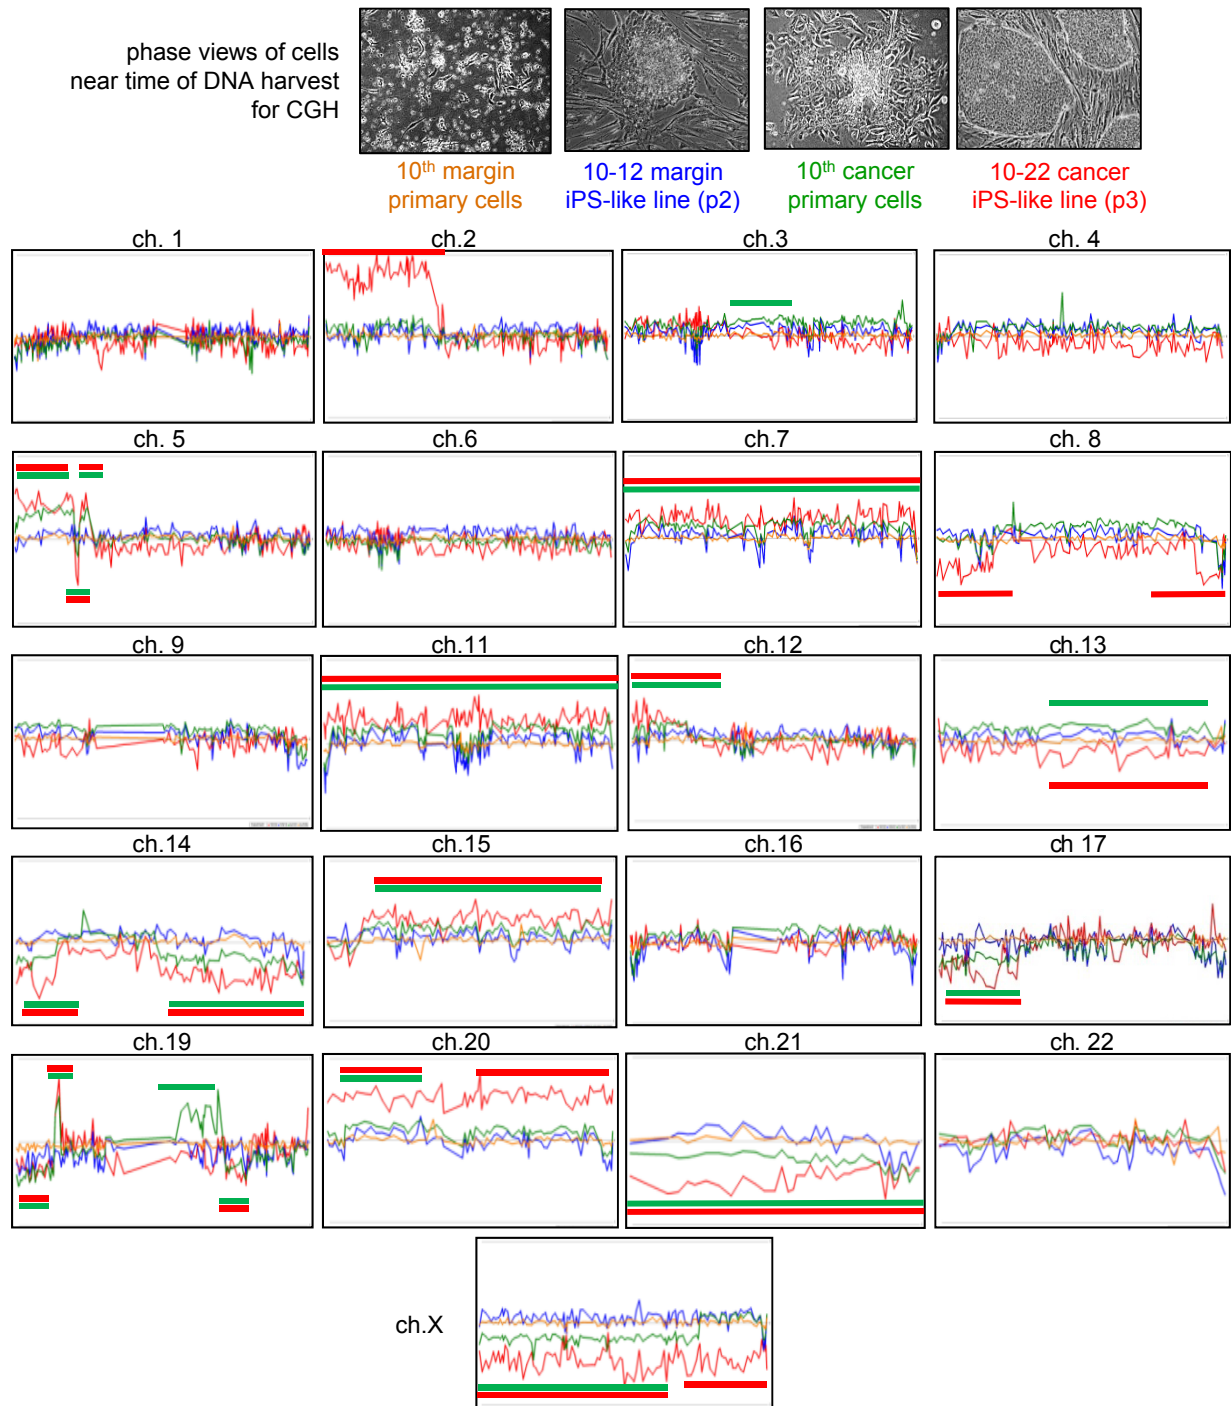 phase views of cells
near time of DNA harvest
for CGH
10th margin
primary cells
10-12 margin
iPS-like line (p2)
10th cancer
primary cells
10-22 cancer
iPS-like line (p3)
ch. 1
ch.2
ch.3
ch. 4
ch. 5
ch.6
ch.7
ch. 8
ch. 9
ch.11
ch.12
ch.13
ch.14
ch.15
ch.16
ch 17
ch.19
ch.20
ch.21
ch. 22
ch.X